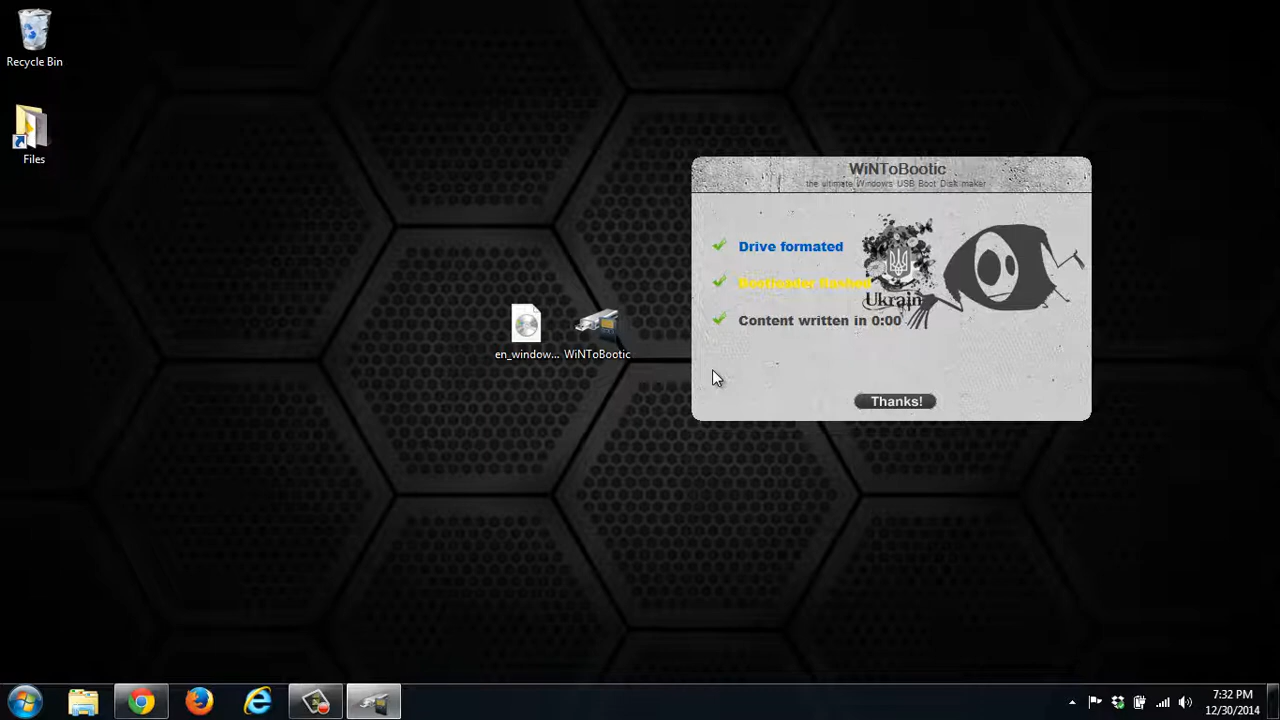 Recycle Bin
Files
en_window...
WiNToBootic
WiNToBootic
the ultimate Windows USB Boot Disk maker
Drive formated
Bootloader flashed
Ukrain
Content written in 0:00
Thanks!
7:32 PM
12/30/2014